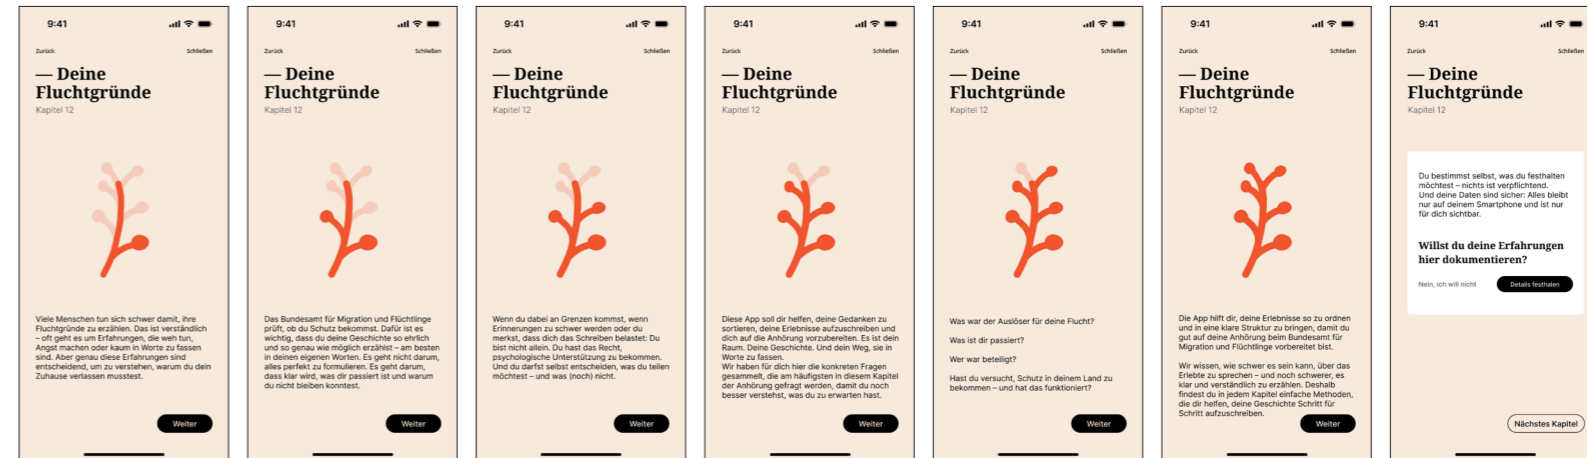 9:41
Zurück
Schließen
— Deine
Fluchtgründe
Kapitel 12
Viele Menschen tun sich schwer damit, ihre
Fluchtgründe zu erzählen. Das ist verständlich
– oft geht es um Erfahrungen, die weh tun,
Angst machen oder kaum in Worte zu fassen
sind. Aber genau diese Erfahrungen sind
entscheidend, um zu verstehen, warum du dein
Zuhause verlassen musstest.
Weiter
9:41
Zurück
Schließen
— Deine
Fluchtgründe
Kapitel 12
Das Bundesamt für Migration und Flüchtlinge
prüft, ob du Schutz bekommst. Dafür ist es
wichtig, dass du deine Geschichte so ehrlich
und so genau wie möglich erzählst – am besten
in deinen eigenen Worten. Es geht nicht darum,
alles perfekt zu formulieren. Es geht darum,
dass klar wird, was dir passiert ist und warum
du nicht bleiben konntest.
Weiter
9:41
Zurück
Schließen
— Deine
Fluchtgründe
Kapitel 12
Wenn du dabei an Grenzen kommst, wenn
Erinnerungen zu schwer werden oder du
merkst, dass dich das Schreiben belastet: Du
bist nicht allein. Du hast das Recht,
psychologische Unterstützung zu bekommen.
Und du darfst selbst entscheiden, was du teilen
möchtest – und was (noch) nicht.
Weiter
9:41
Zurück
Schließen
— Deine
Fluchtgründe
Kapitel 12
Diese App soll dir helfen, deine Gedanken zu
sortieren, deine Erlebnisse aufzuschreiben und
dich auf die Anhörung vorzubereiten. Es ist dein
Raum. Deine Geschichte. Und dein Weg, sie in
Worte zu fassen.
Wir haben für dich hier die konkreten Fragen
gesammelt, die am häufigsten in diesem Kapitel
der Anhörung gefragt werden, damit du noch
besser verstehst, was du zu erwarten hast.
Weiter
9:41
Zurück
Schließen
— Deine
Fluchtgründe
Kapitel 12
Was war der Auslöser für deine Flucht?
Was ist dir passiert?
Wer war beteiligt?
Hast du versucht, Schutz in deinem Land zu
bekommen – und hat das funktioniert?
Weiter
9:41
Zurück
Schließen
— Deine
Fluchtgründe
Kapitel 12
Die App hilft dir, deine Erlebnisse so zu ordnen
und in eine klare Struktur zu bringen, damit du
gut auf deine Anhörung beim Bundesamt für
Migration und Flüchtlinge vorbereitet bist.
Wir wissen, wie schwer es sein kann, über das
Erlebte zu sprechen – und noch schwerer, es
klar und verständlich zu erzählen. Deshalb
findest du in jedem Kapitel einfache Methoden,
die dir helfen, deine Geschichte Schritt für
Schritt aufzuschreiben.
Weiter
9:41
Zurück
Schließen
— Deine
Fluchtgründe
Kapitel 12
Du bestimmst selbst, was du festhalten
möchtest – nichts ist verpflichtend.
Und deine Daten sind sicher: Alles bleibt
nur auf deinem Smartphone und ist nur
für dich sichtbar.
Willst du deine Erfahrungen
hier dokumentieren?
Nein, ich will nicht
Details festhalten
Nächstes Kapitel